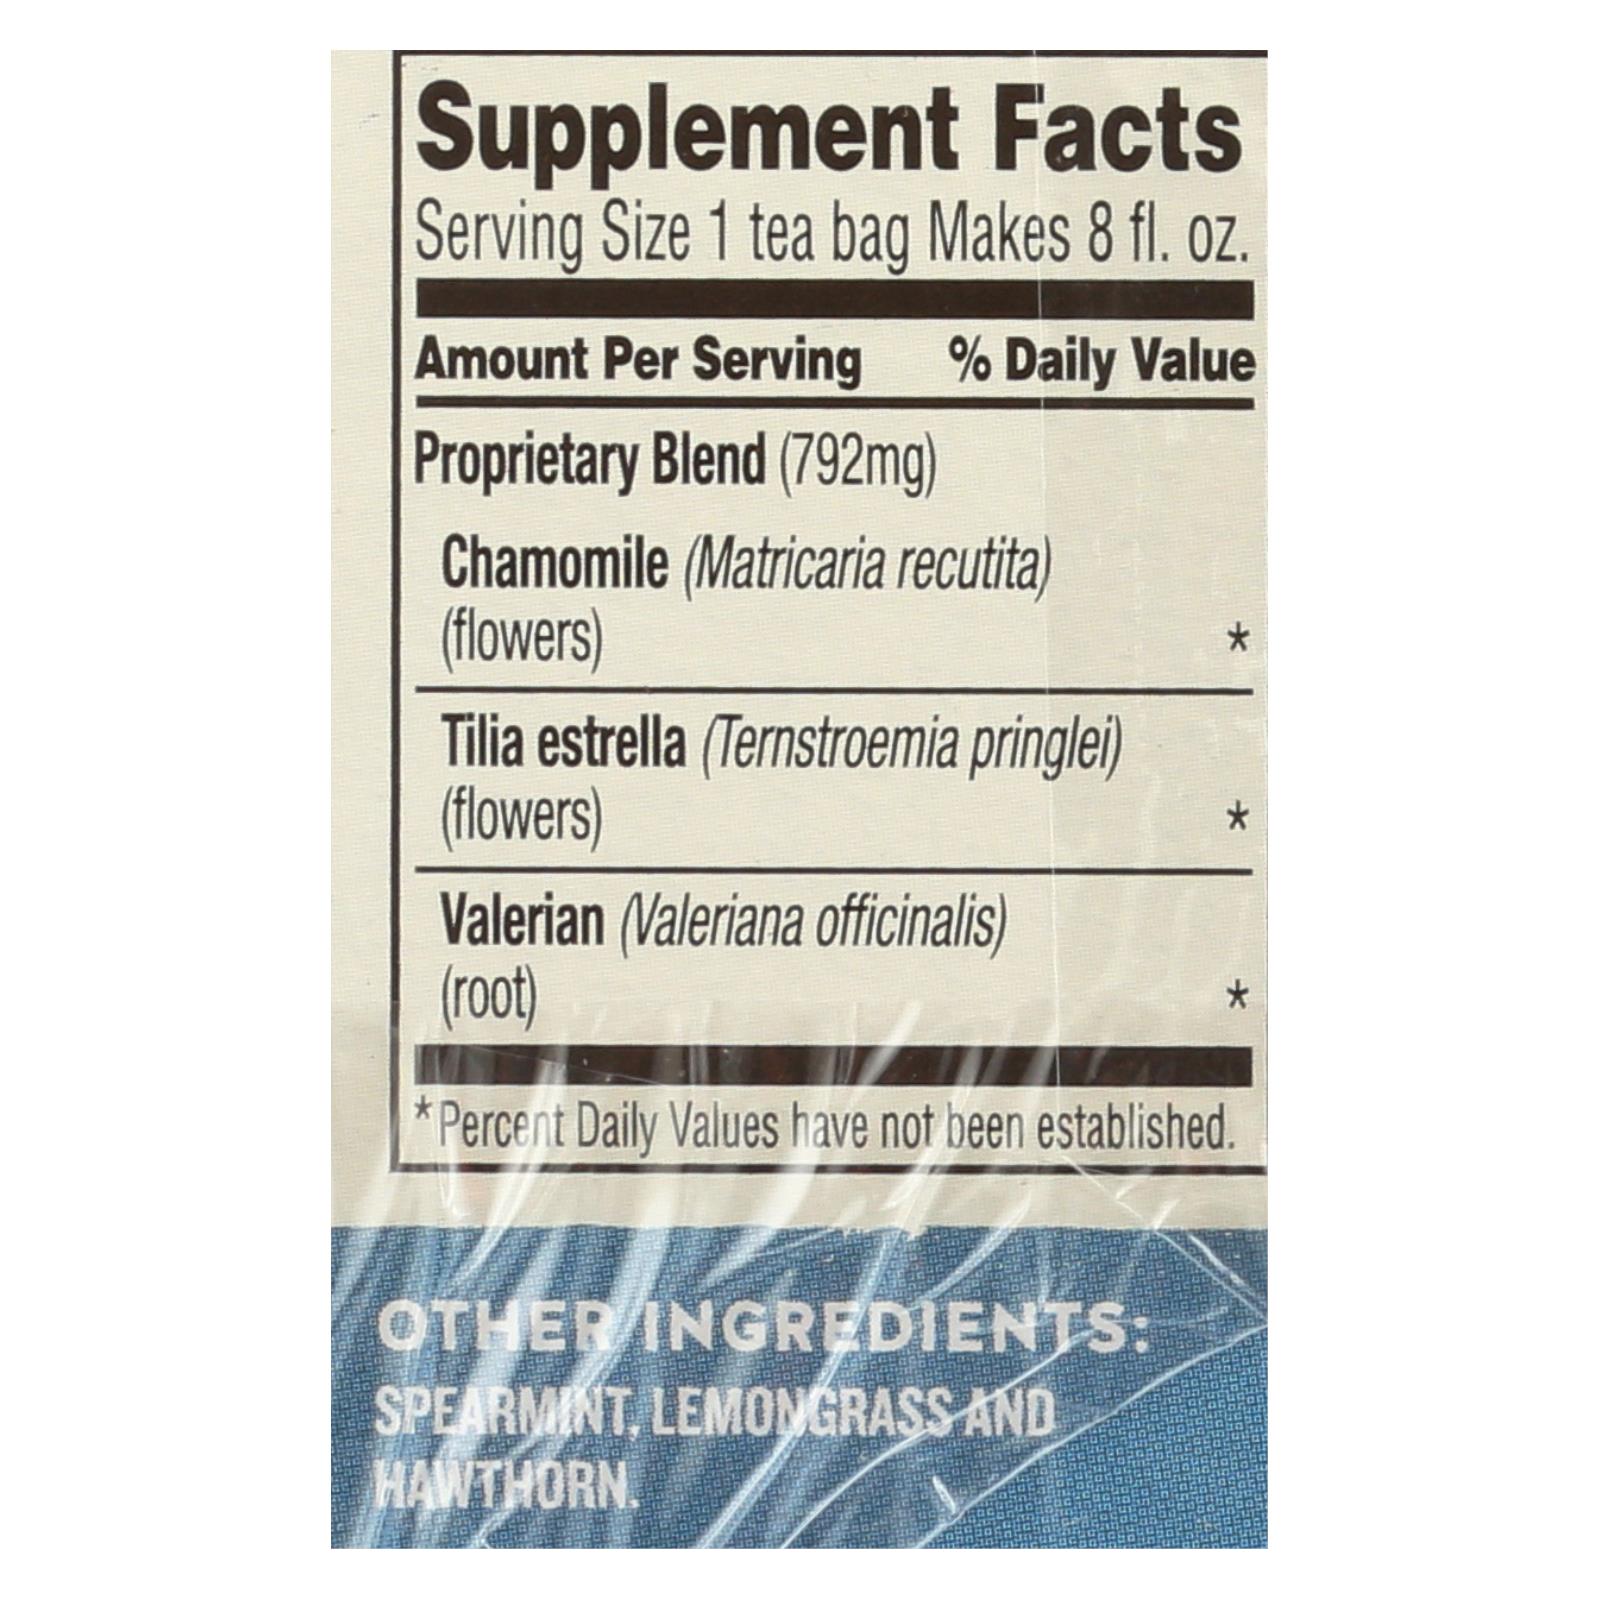 Supplement Facts
Serving Size 1 tea bag Makes 8 fl. oz.
Amount Per Serving % Daily Value
Proprietary Blend (792mg)
Chamomile (Matricaria recutita)
(flowers) *
Tilia estrella (Ternstroemia pringlei)
(flowers) *
Valerian (Valeriana officinalis)
(root) *
*Percent Daily Values have not been established.
OTHER INGREDIENTS:
SPEARMINT, LEMONGRASS AND
HAWTHORN.